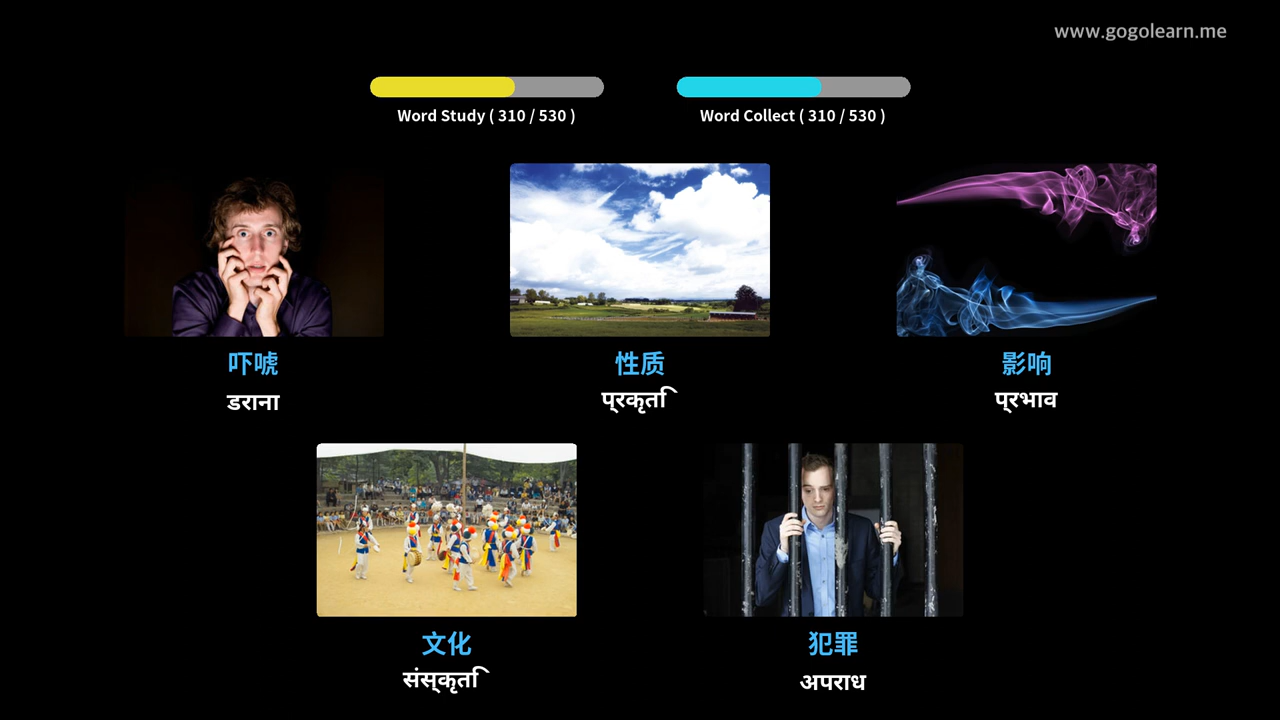 www.gogolearn.me
Word Study ( 310 / 530 )
Word Collect ( 310 / 530 )
吓唬
डराना
性质
प्रकृति
影响
प्रभाव
文化
संस्कृति
犯罪
अपराध